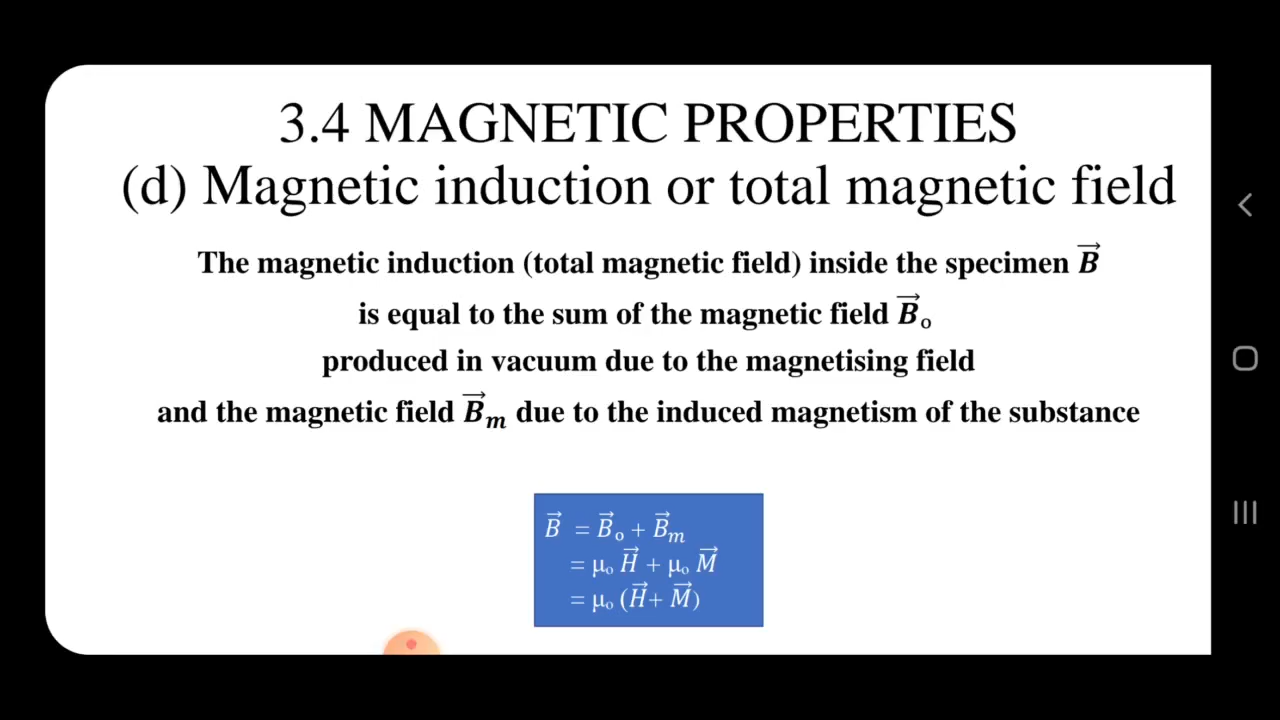 3.4 MAGNETIC PROPERTIES
(d) Magnetic induction or total magnetic field
The magnetic induction (total magnetic field) inside the specimen B⃗
is equal to the sum of the magnetic field B⃗ₒ
produced in vacuum due to the magnetising field
and the magnetic field B⃗ₘ due to the induced magnetism of the substance
B⃗ = B⃗ₒ + B⃗ₘ
= μₒ H⃗ + μₒ M⃗
= μₒ (H⃗+ M⃗)